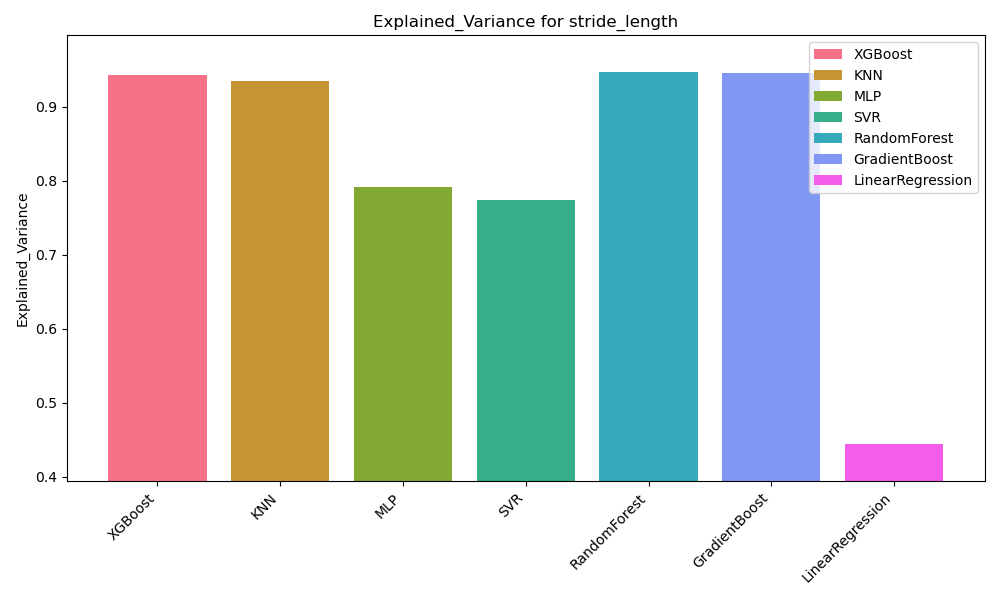 Explained_Variance for stride_length
Explained_Variance
0.9
0.8
0.7
0.6
0.5
0.4
XGBoost
KNN
MLP
SVR
RandomForest
GradientBoost
LinearRegression
XGBoost
KNN
MLP
SVR
RandomForest
GradientBoost
LinearRegression